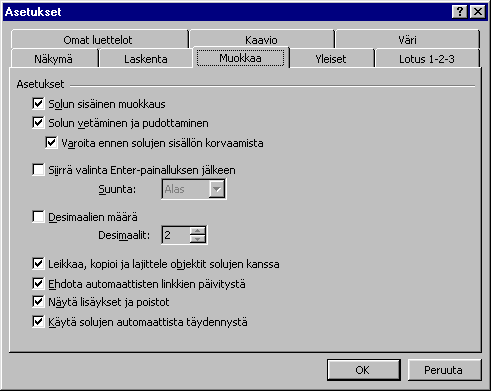 Asetukset
Omat luettelot Kaavio Väri
Näkymä Laskenta Muokkaa Yleiset Lotus 1-2-3
Asetukset
Solun sisäinen muokkaus
Solun vetäminen ja pudottaminen
Varoita ennen solujen sisällön korvaamista
Siirrä valinta Enter-painalluksen jälkeen
Suunta: Alas
Desimaalien määrä
Desimaalit: 2
Leikkaa, kopioi ja lajittele objektit solujen kanssa
Ehdota automaattisten linkkien päivitystä
Näytä lisäykset ja poistot
Käytä solujen automaattista täydennystä
OK Peruuta